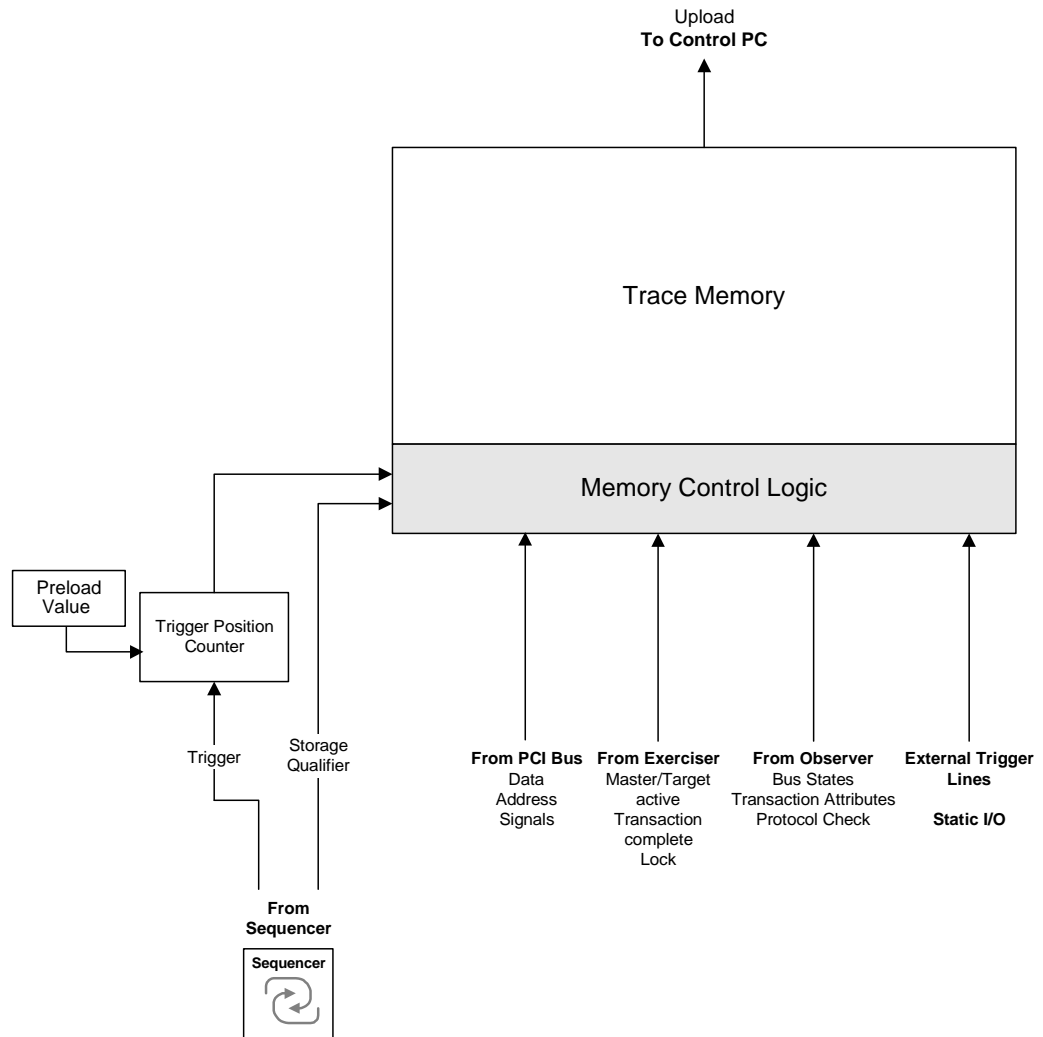 Upload
To Control PC
Trace Memory
Memory Control Logic
Preload
Value
Trigger Position
Counter
Trigger
Storage
Qualifier
From PCI Bus
Data
Address
Signals
From Exerciser
Master/Target
active
Transaction
complete
Lock
From Observer
Bus States
Transaction Attributes
Protocol Check
External Trigger
Lines
Static I/O
From
Sequencer
Sequencer